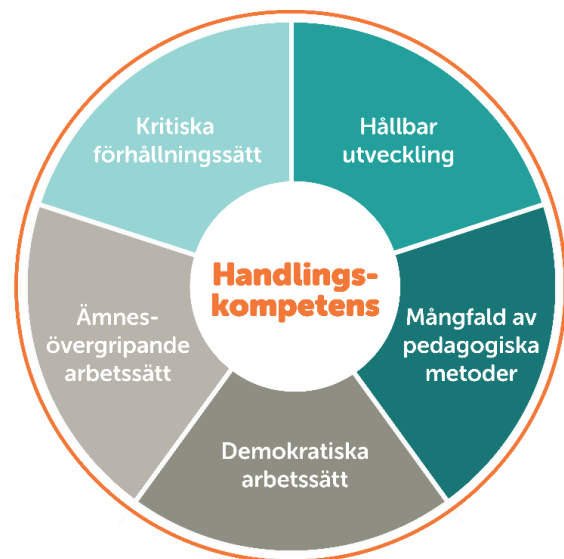 Kritiska
förhållningssätt
Hållbar
utveckling
Handlings-
kompetens
Ämnes-
övergripande
arbetssätt
Mångfald av
pedagogiska
metoder
Demokratiska
arbetssätt